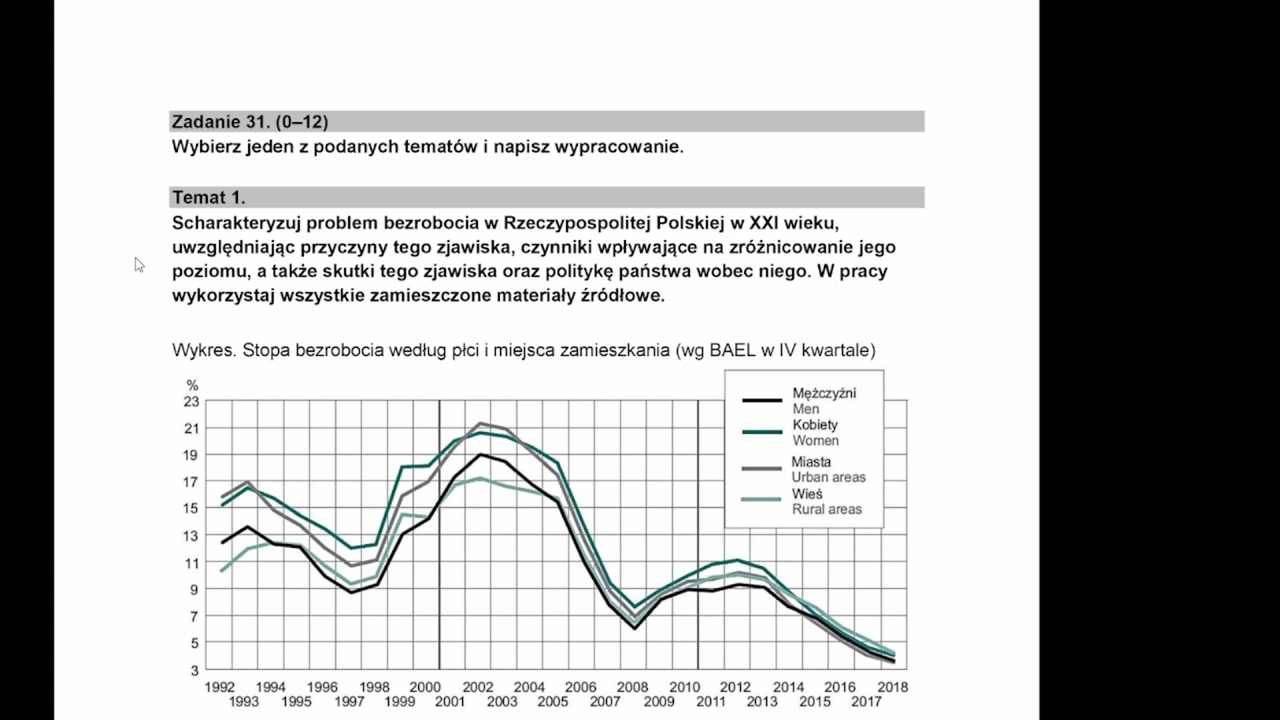 Zadanie 31. (0–12)
Wybierz jeden z podanych tematów i napisz wypracowanie.
Temat 1.
Scharakteryzuj problem bezrobocia w Rzeczypospolitej Polskiej w XXI wieku,
uwzględniając przyczyny tego zjawiska, czynniki wpływające na zróżnicowanie jego
poziomu, a także skutki tego zjawiska oraz politykę państwa wobec niego. W pracy
wykorzystaj wszystkie zamieszczone materiały źródłowe.
Wykres. Stopa bezrobocia według płci i miejsca zamieszkania (wg BAEL w IV kwartale)
%
23
21
19
17
15
13
11
9
7
5
3
Mężczyźni
Men
Kobiety
Women
Miasta
Urban areas
Wieś
Rural areas
1992 1994 1996 1998 2000 2002 2004 2006 2008 2010 2012 2014 2016 2018
1993 1995 1997 1999 2001 2003 2005 2007 2009 2011 2013 2015 2017